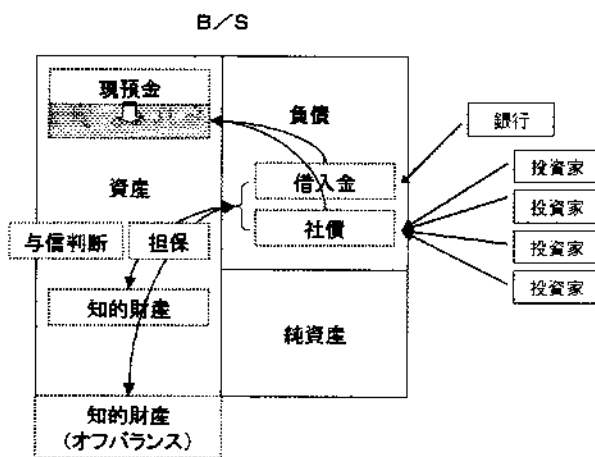 B/S
現預金
負債
銀行
借入金
投資家
資産
社債
投資家
与信判断
担保
投資家
知的財産
投資家
純資産
知的財産
(オフバランス)